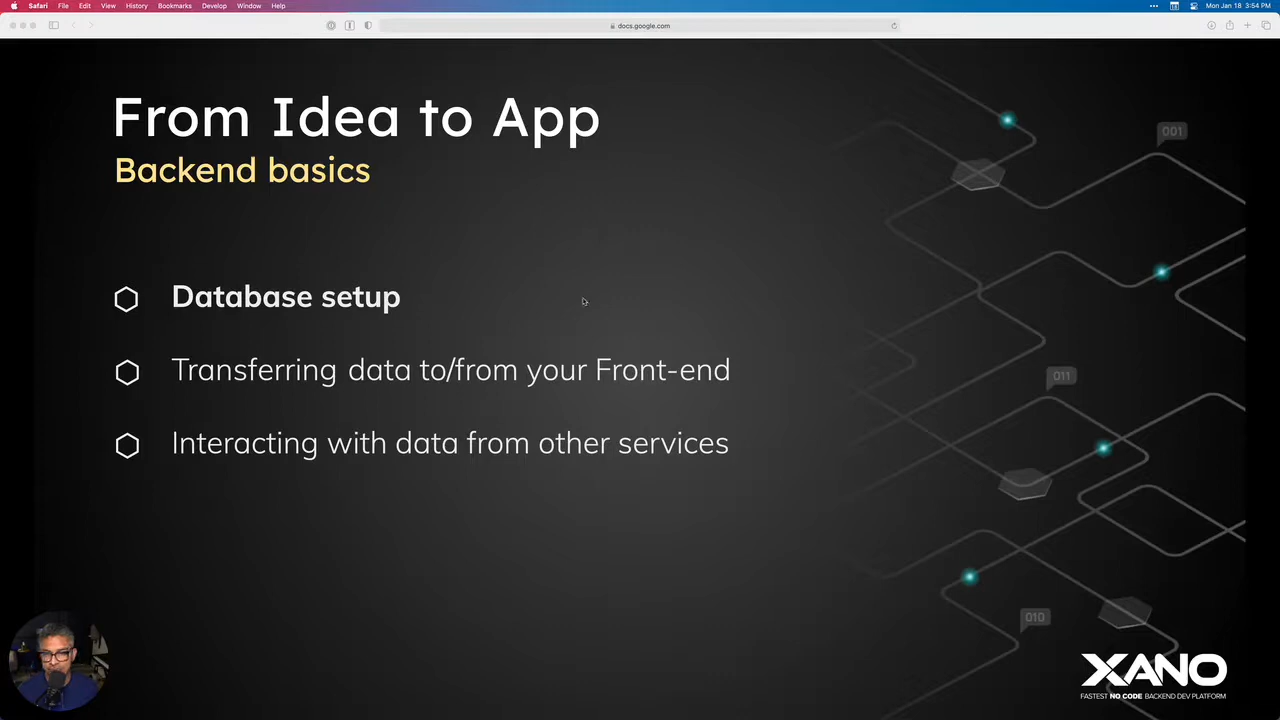 Safari File Edit View History Bookmarks Develop Window Help
18 Mon Jan 18 3:54 PM
docs.google.com
From Idea to App
Backend basics
Database setup
Transferring data to/from your Front-end
Interacting with data from other services
001
011
010
XANO
FASTEST NO CODE BACKEND DEV PLATFORM